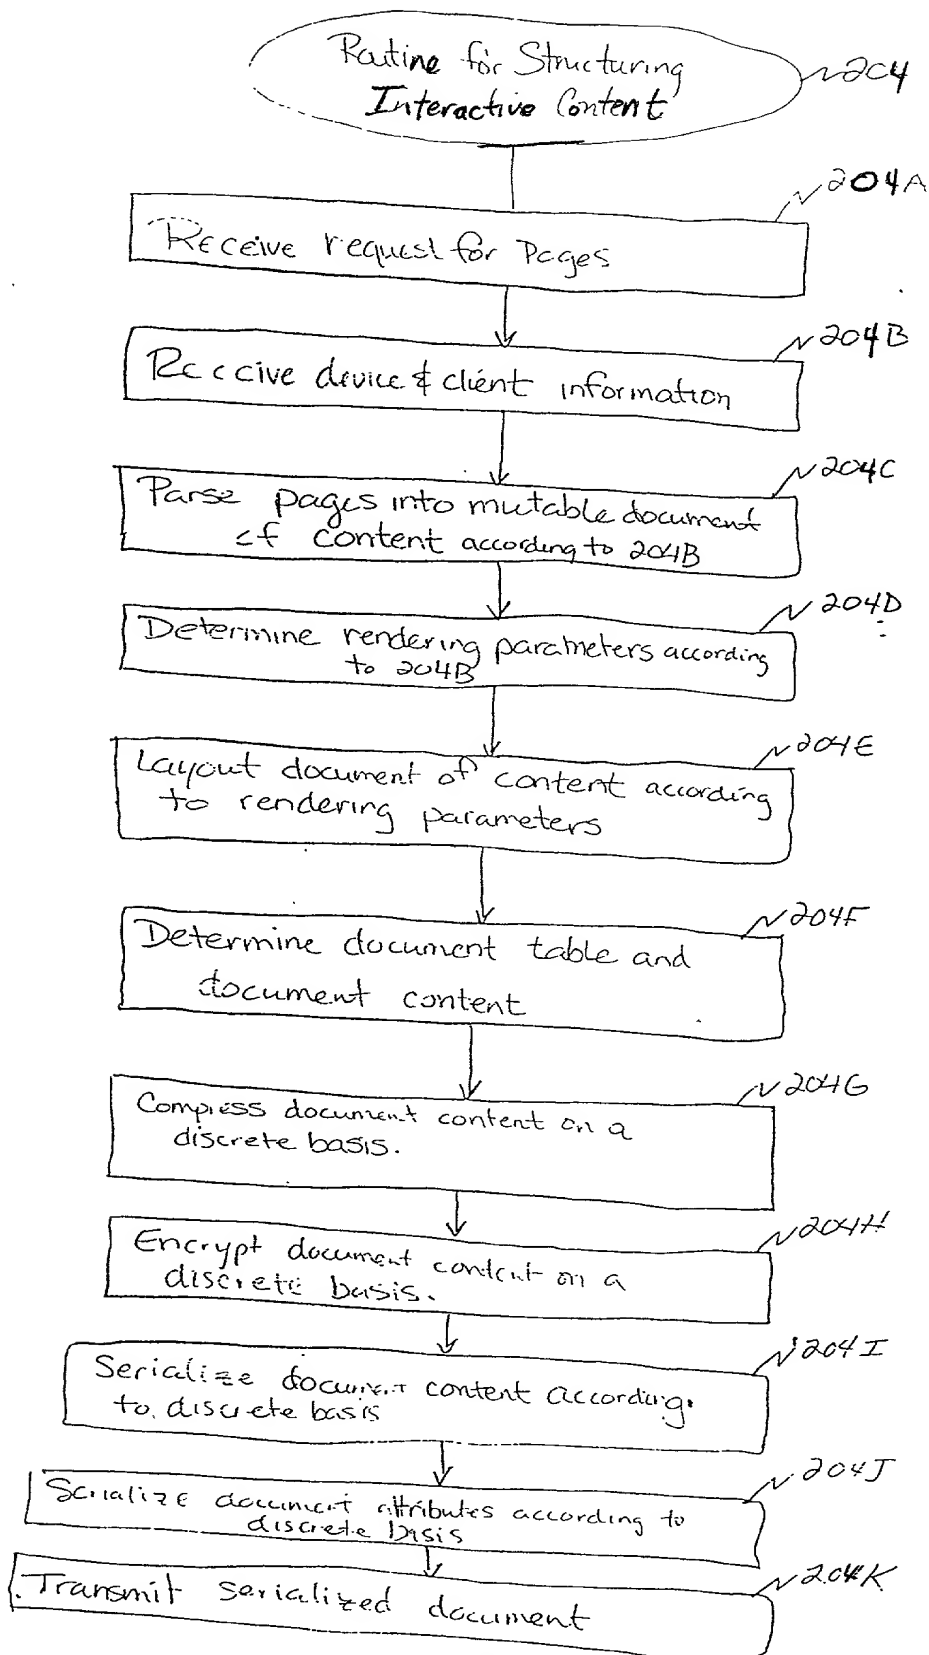 Routine for Structuring
Interactive Content
204
204A
Receive request for Pages
204B
Receive device & client information
204C
Parse pages into mutable document
of content according to 204B
204D
Determine rendering parameters according
to 204B
204E
Layout document of content according
to rendering parameters
204F
Determine document table and
document content
204G
Compress document content on a
discrete basis.
204H
Encrypt document content on a
discrete basis.
204I
Serialize document content according
to discrete basis
204J
Serialize document attributes according to
discrete basis
204K
Transmit serialized document